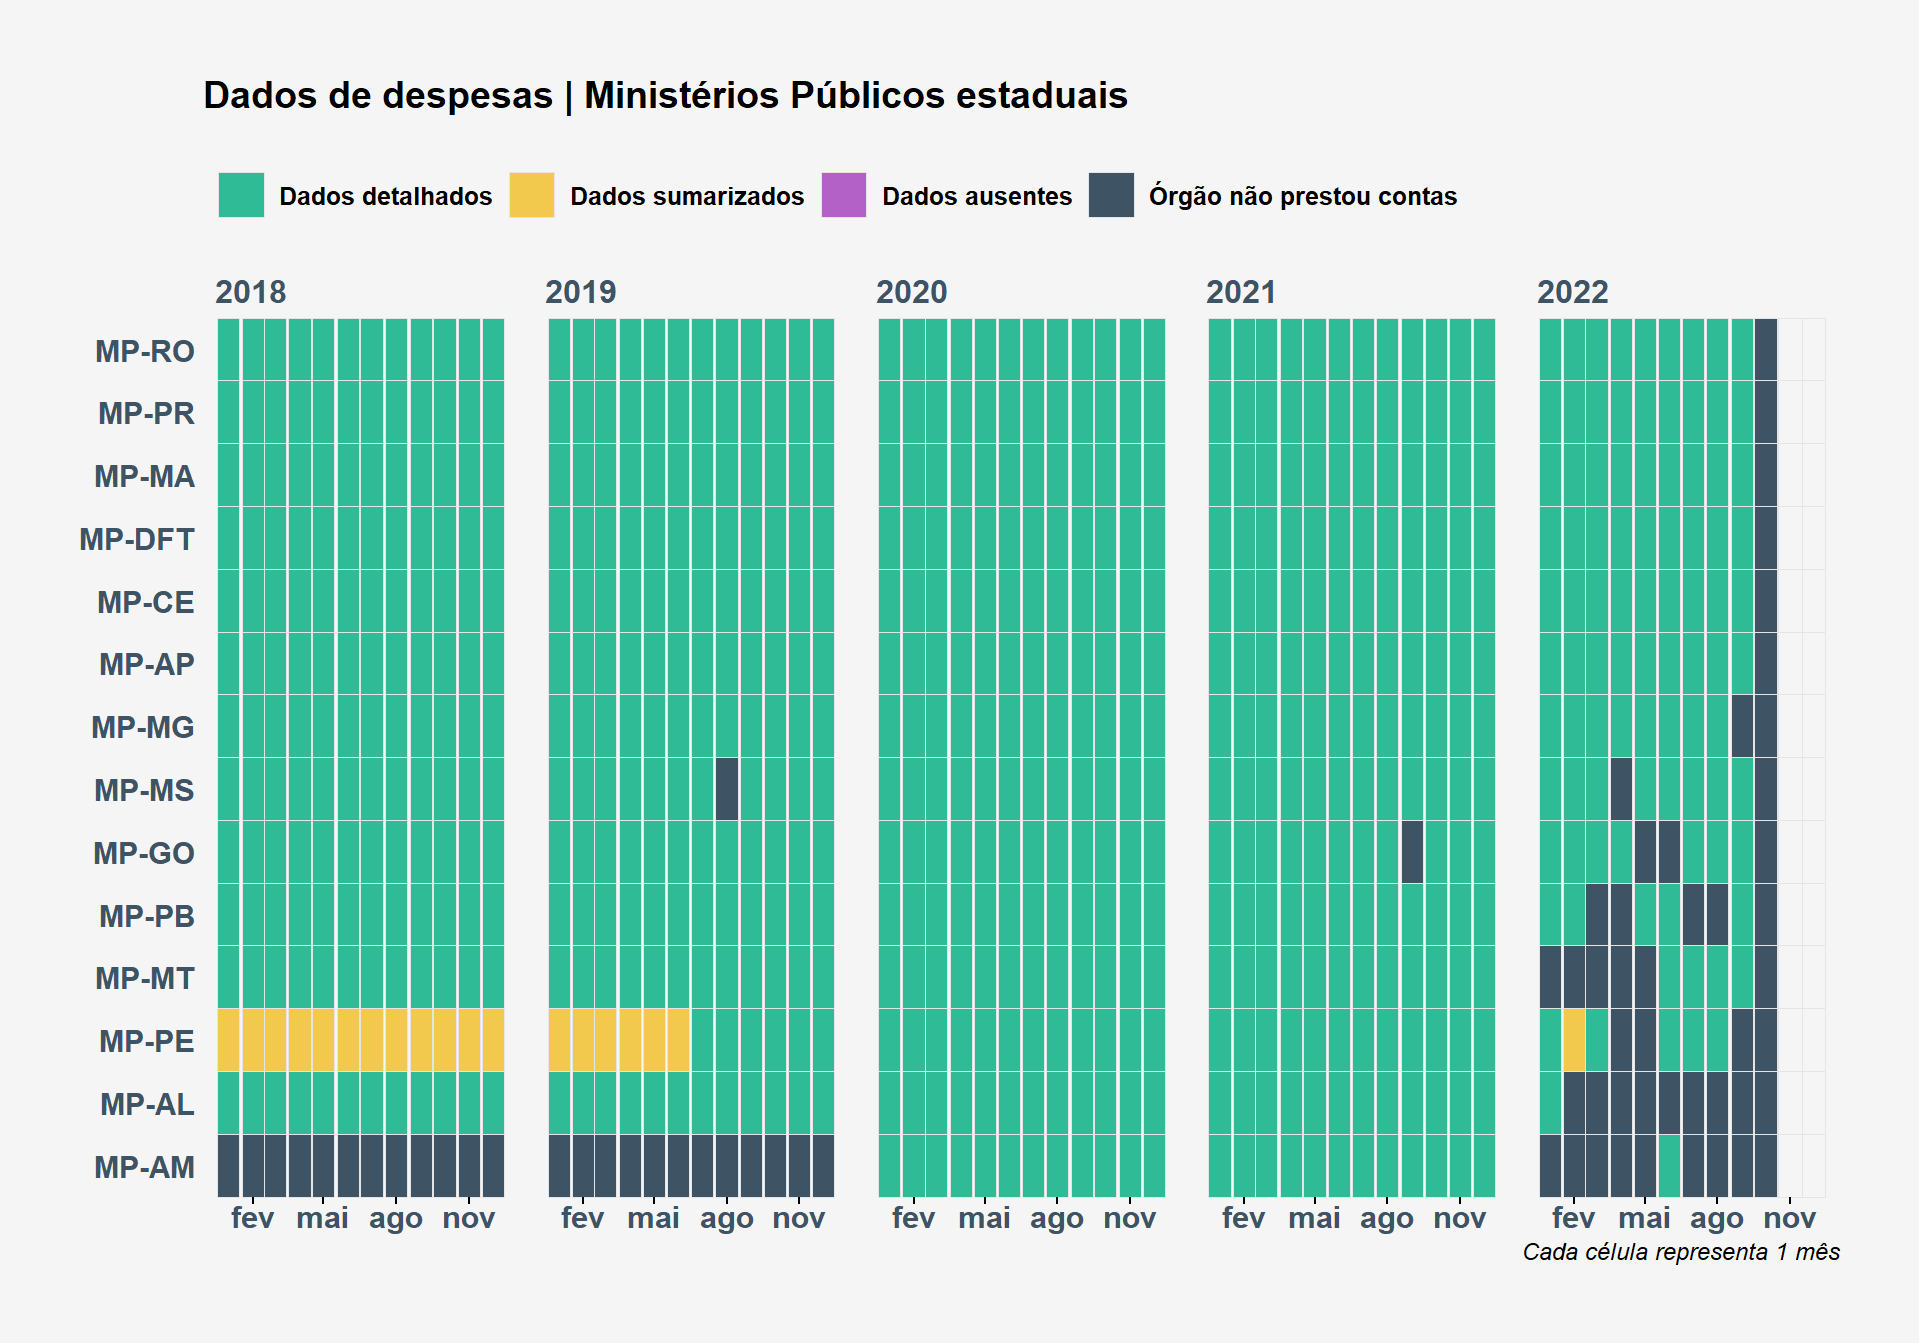 Dados de despesas | Ministérios Públicos estaduais
Dados detalhados Dados sumarizados Dados ausentes Órgão não prestou contas
2018 2019 2020 2021 2022
MP-RO
MP-PR
MP-MA
MP-DFT
MP-CE
MP-AP
MP-MG
MP-MS
MP-GO
MP-PB
MP-MT
MP-PE
MP-AL
MP-AM
fev mai ago nov fev mai ago nov fev mai ago nov fev mai ago nov fev mai ago nov
Cada célula representa 1 mês